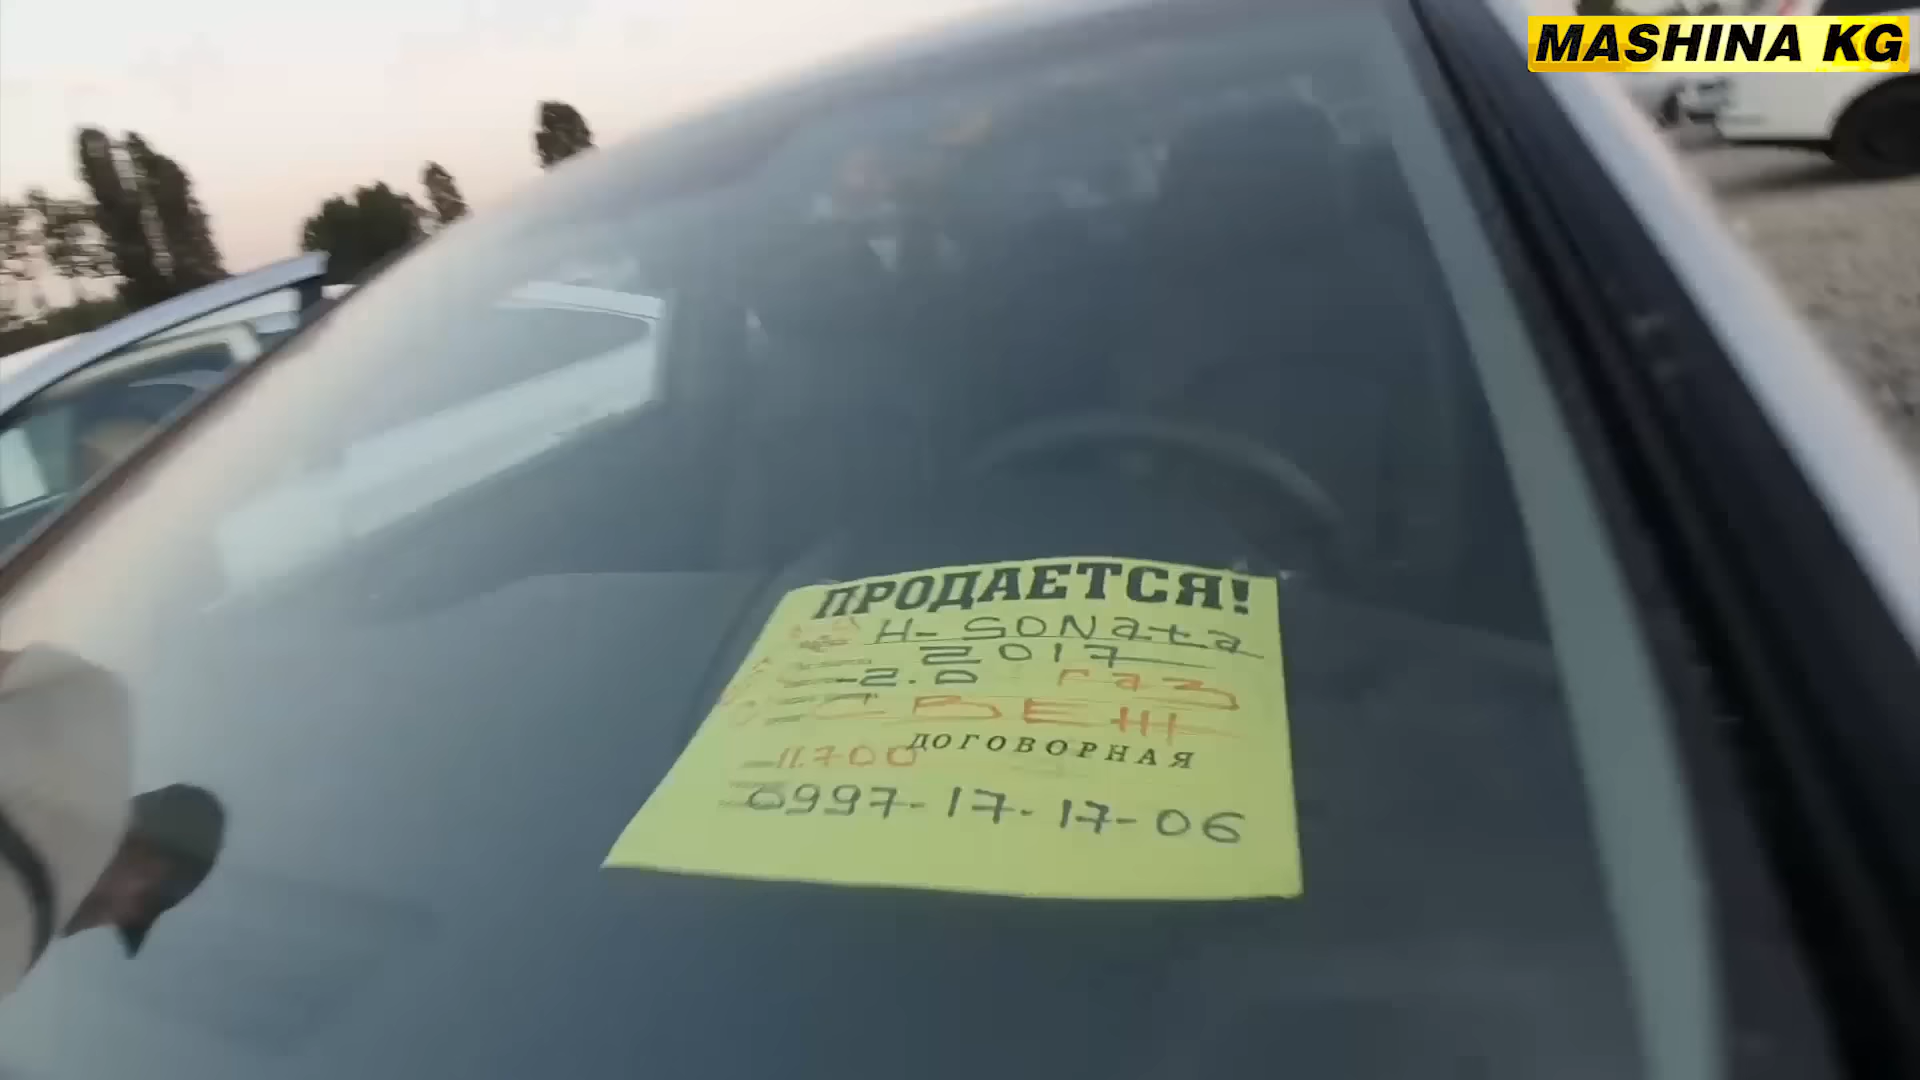 MASHINA KG
ПРОДАЕТСЯ!
H- SONata
2017
-2.0 газ
СВЕЖ
11.700 ДОГОВОРНАЯ
0997-17-17-06